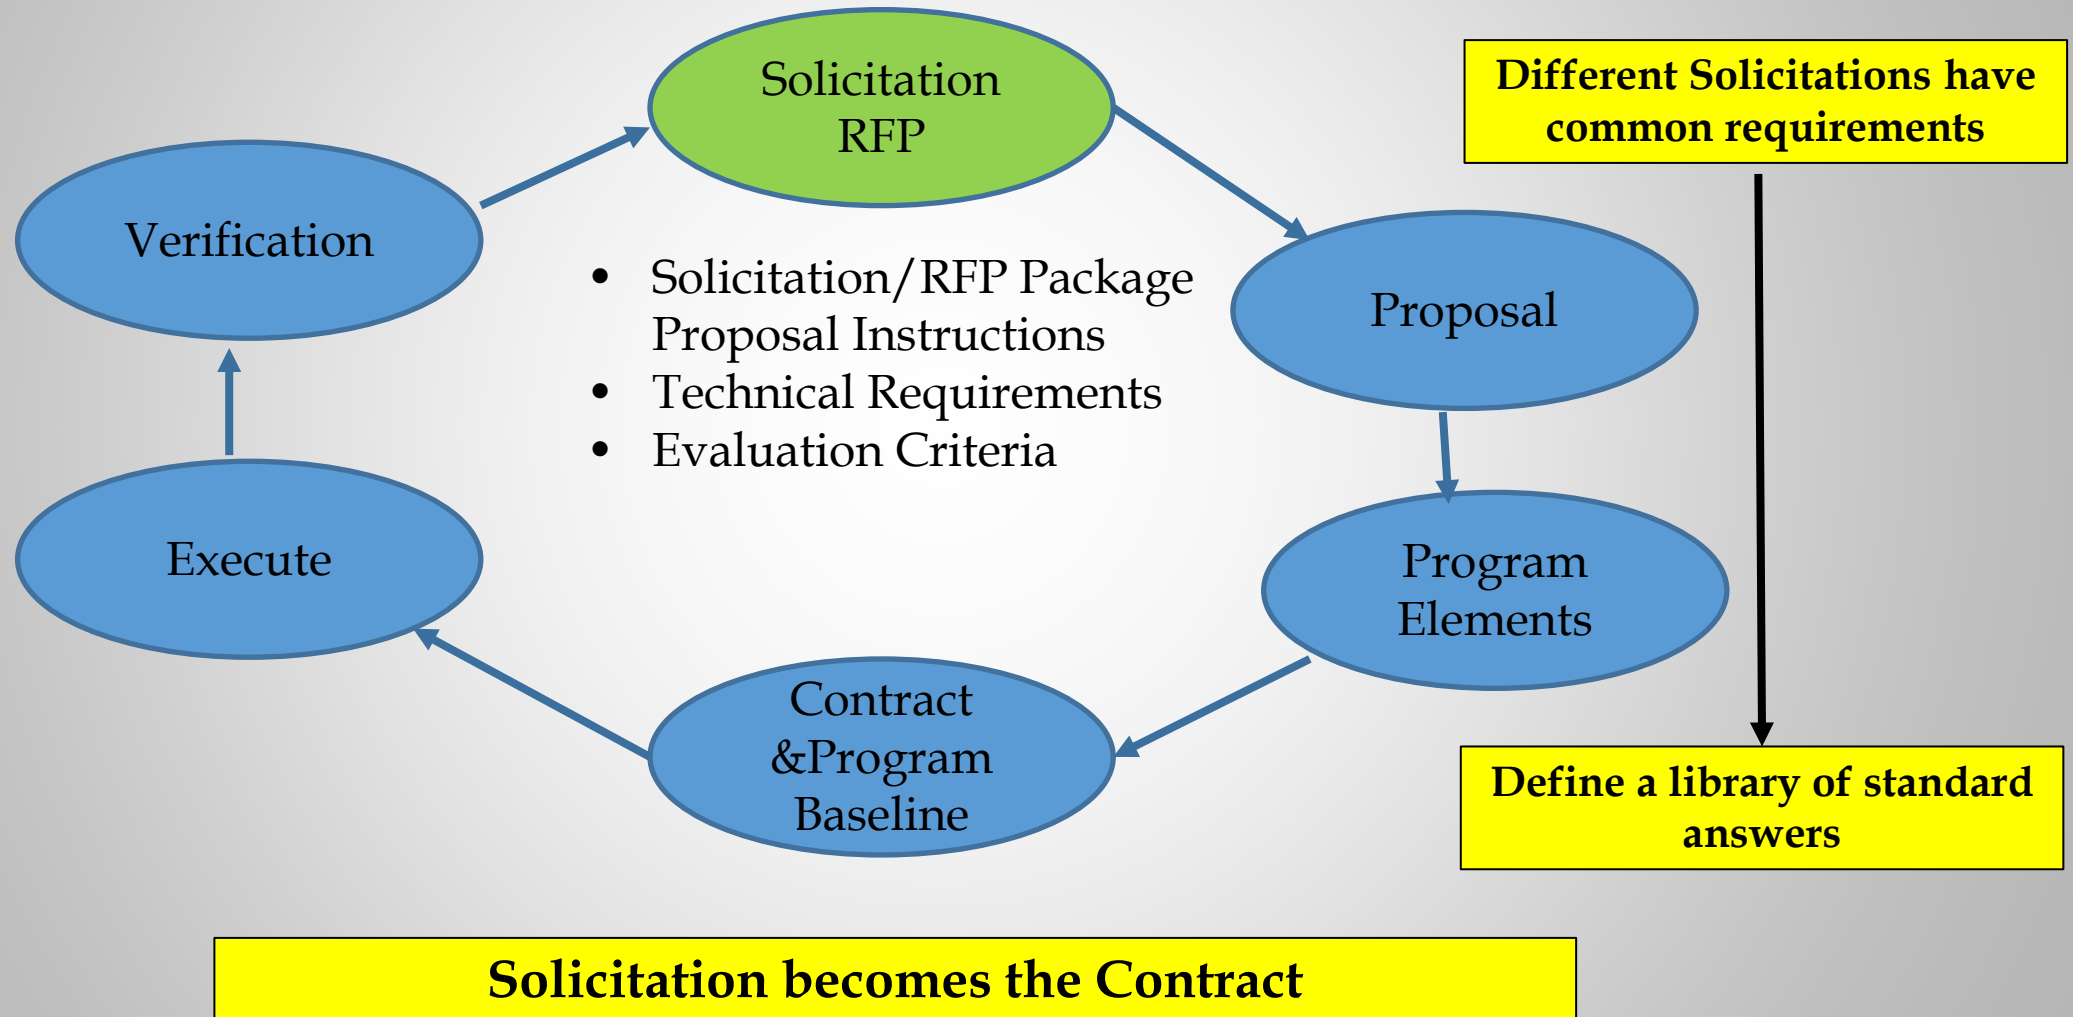 Solicitation
RFP
Different Solicitations have
common requirements
Verification
• Solicitation/RFP Package
Proposal Instructions
• Technical Requirements
• Evaluation Criteria
Proposal
Execute
Program
Elements
Contract
&Program
Baseline
Define a library of standard
answers
Solicitation becomes the Contract